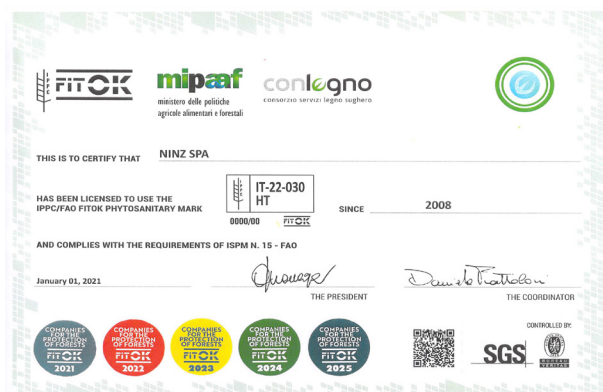 IPPC
FITOK
mipaaf
ministero delle politiche
agricole alimentari e forestali
conlegno
consorzio servizi legno sughero
THIS IS TO CERTIFY THAT NINZ SPA
HAS BEEN LICENSED TO USE THE
IPPC/FAO FITOK PHYTOSANITARY MARK
IPPC
IT-22-030
HT
0000/00 FITOK
SINCE 2008
AND COMPLIES WITH THE REQUIREMENTS OF ISPM N. 15 - FAO
January 01, 2021
THE PRESIDENT
THE COORDINATOR
COMPANIES
FOR THE
PROTECTION
OF FORESTS
FITOK
2021
COMPANIES
FOR THE
PROTECTION
OF FORESTS
FITOK
2022
COMPANIES
FOR THE
PROTECTION
OF FORESTS
FITOK
2023
COMPANIES
FOR THE
PROTECTION
OF FORESTS
FITOK
2024
COMPANIES
FOR THE
PROTECTION
OF FORESTS
FITOK
2025
CONTROLLED BY:
SGS
BUREAU
VERITAS